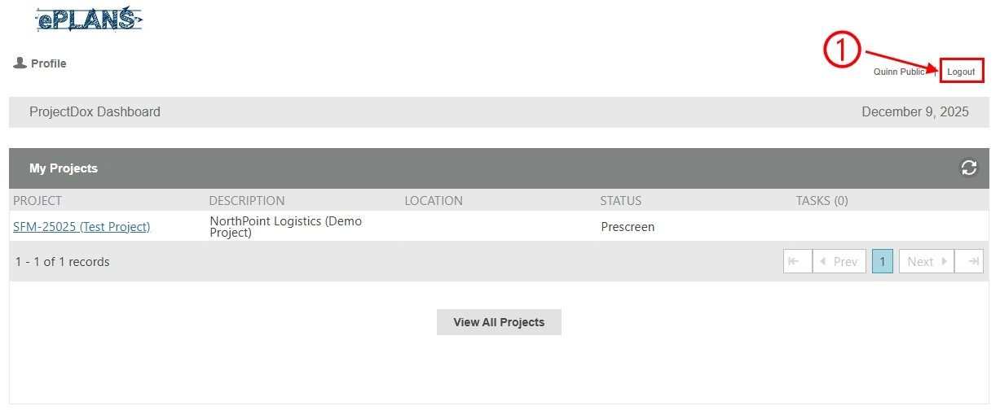 ePLANS
Profile
1
Quinn Public | Logout
ProjectDox Dashboard December 9, 2025
My Projects
PROJECT DESCRIPTION LOCATION STATUS TASKS (0)
SFM-25025 (Test Project) NorthPoint Logistics (Demo Prescreen
Project)
1 - 1 of 1 records Prev 1 Next
View All Projects